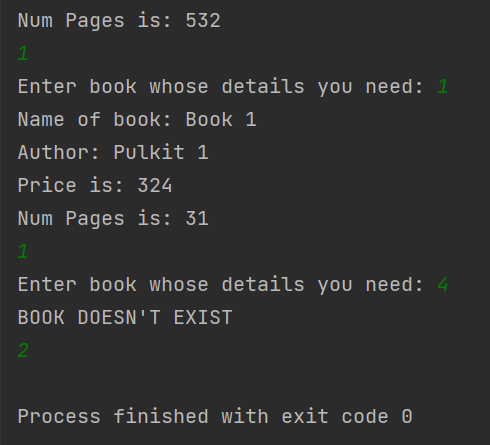 Num Pages is: 532
1
Enter book whose details you need: 1
Name of book: Book 1
Author: Pulkit 1
Price is: 324
Num Pages is: 31
1
Enter book whose details you need: 4
BOOK DOESN'T EXIST
2
Process finished with exit code 0